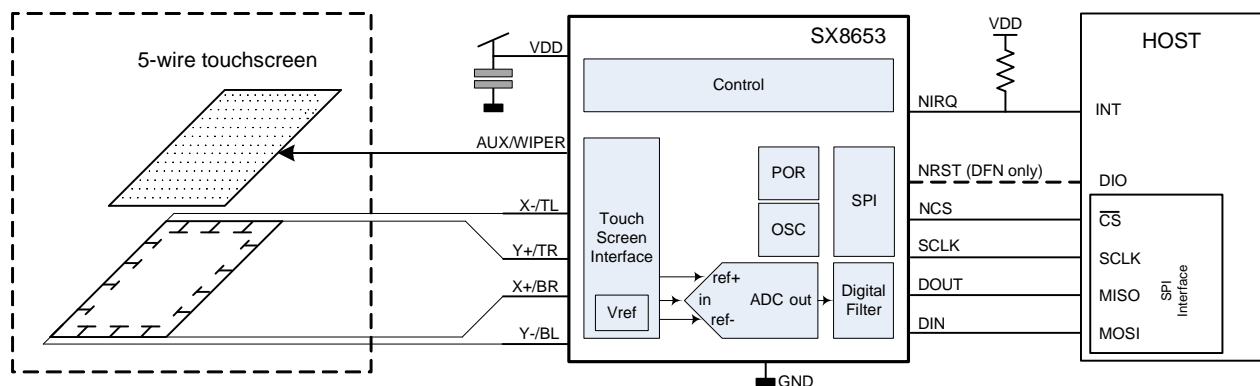 5-wire touchscreen
VDD
AUX/WIPER
X-/TL
Y+/TR
X+/BR
Y-/BL
SX8653
Control
Touch
Screen
Interface
Vref
POR
OSC
SPI
ref+
in
ref-
ADC out
Digital
Filter
GND
VDD
NIRQ
NRST (DFN only)
NCS
SCLK
DOUT
DIN
HOST
INT
DIO
CS
SCLK
MISO
MOSI
SPI
Interface